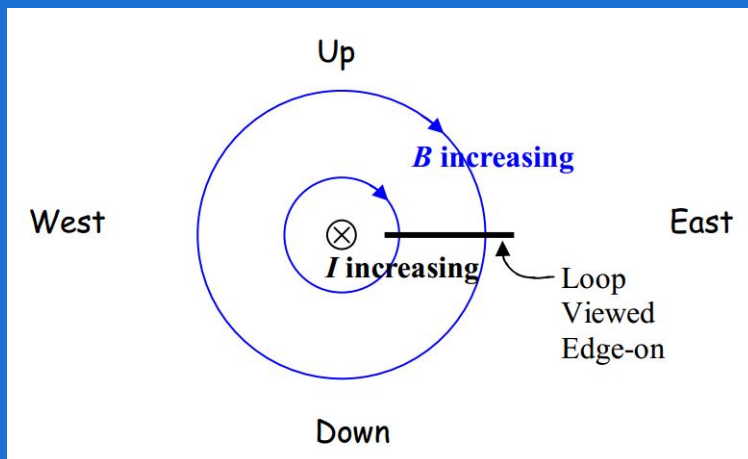 Up
B increasing
West
East
I increasing
Loop
Viewed
Edge-on
Down